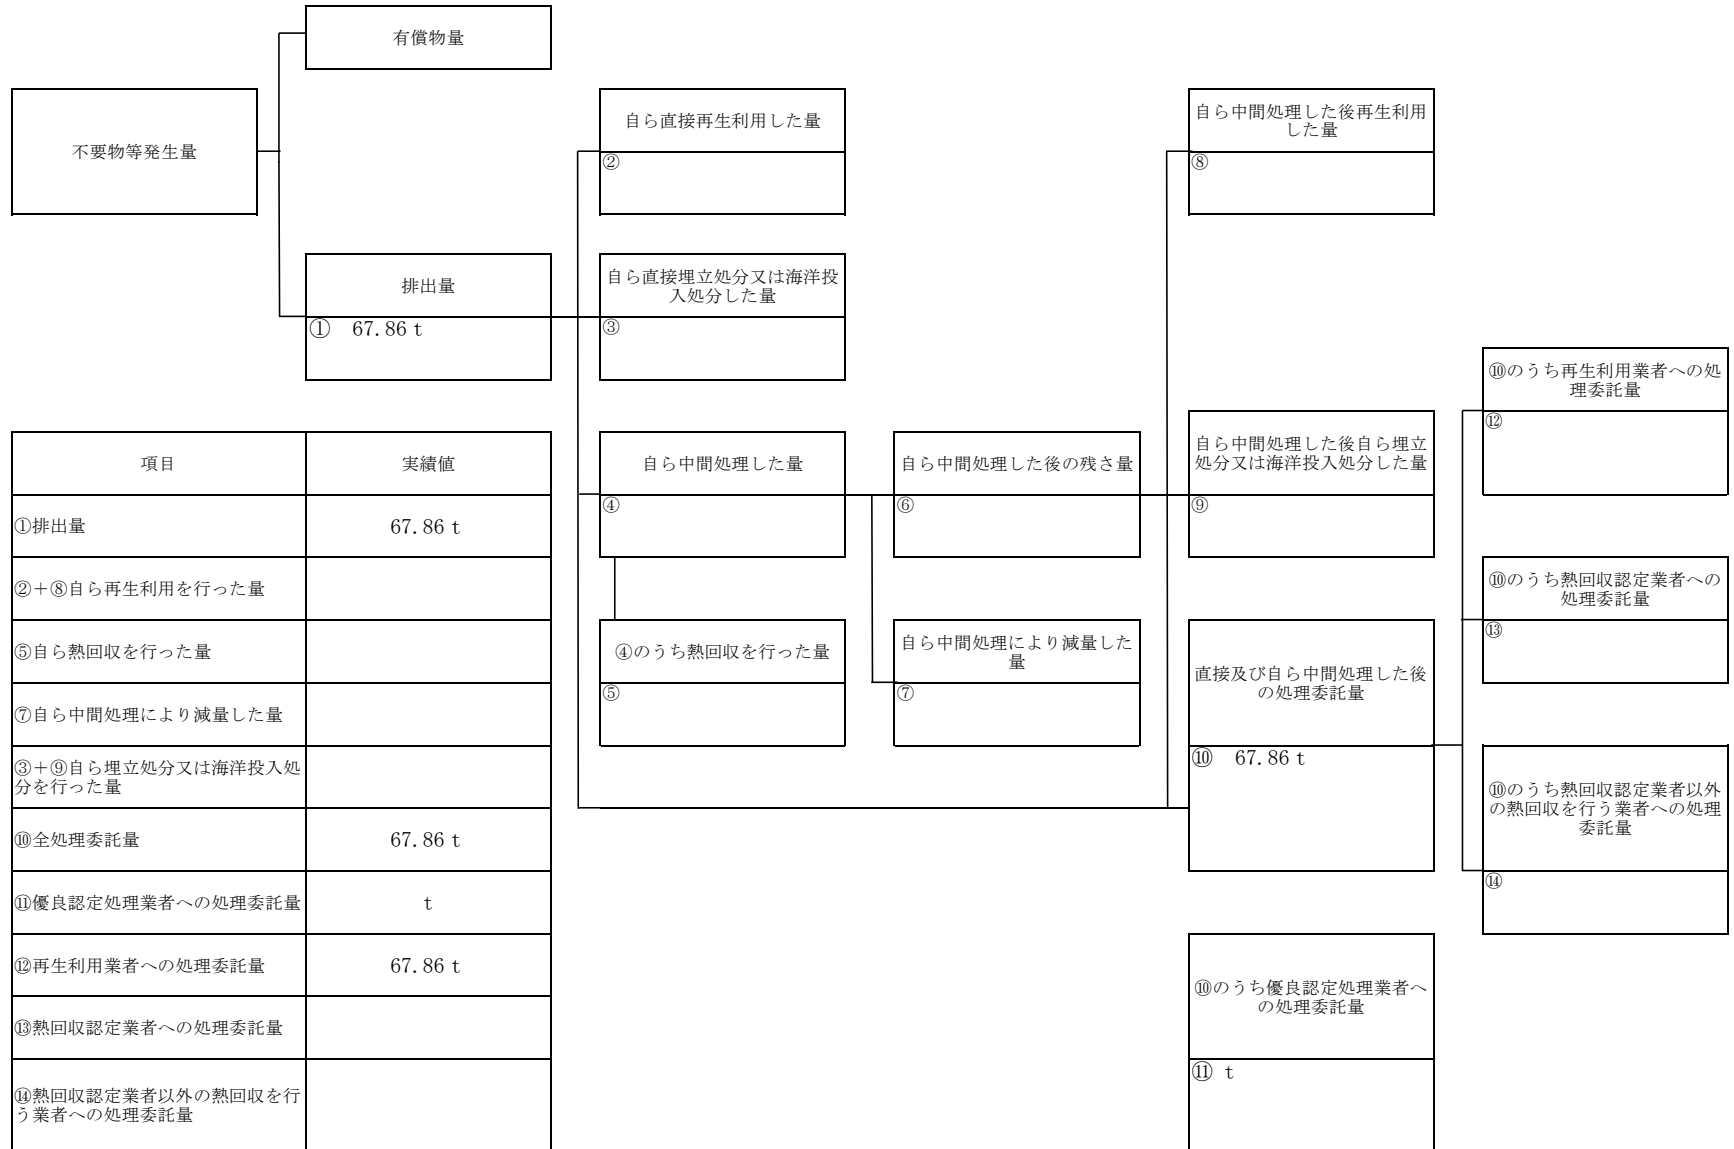 有償物量
不要物等発生量
自ら直接再生利用した量
②
自ら中間処理した後再生利用
した量
⑧
排出量
① 67.86 t
自ら直接埋立処分又は海洋投
入処分した量
③
⑩のうち再生利用業者への処
理委託量
⑫
自ら中間処理した量
④
自ら中間処理した後の残さ量
⑥
自ら中間処理した後自ら埋立
処分又は海洋投入処分した量
⑨
⑩のうち熱回収認定業者への
処理委託量
⑬
④のうち熱回収を行った量
⑤
自ら中間処理により減量した
量
⑦
直接及び自ら中間処理した後
の処理委託量
⑩ 67.86 t
⑩のうち熱回収認定業者以外
の熱回収を行う業者への処理
委託量
⑭
⑩のうち優良認定処理業者へ
の処理委託量
⑪ t
項目 実績値
①排出量 67.86 t
②＋⑧自ら再生利用を行った量
⑤自ら熱回収を行った量
⑦自ら中間処理により減量した量
③＋⑨自ら埋立処分又は海洋投入処
分を行った量
⑩全処理委託量 67.86 t
⑪優良認定処理業者への処理委託量 t
⑫再生利用業者への処理委託量 67.86 t
⑬熱回収認定業者への処理委託量
⑭熱回収認定業者以外の熱回収を行
う業者への処理委託量